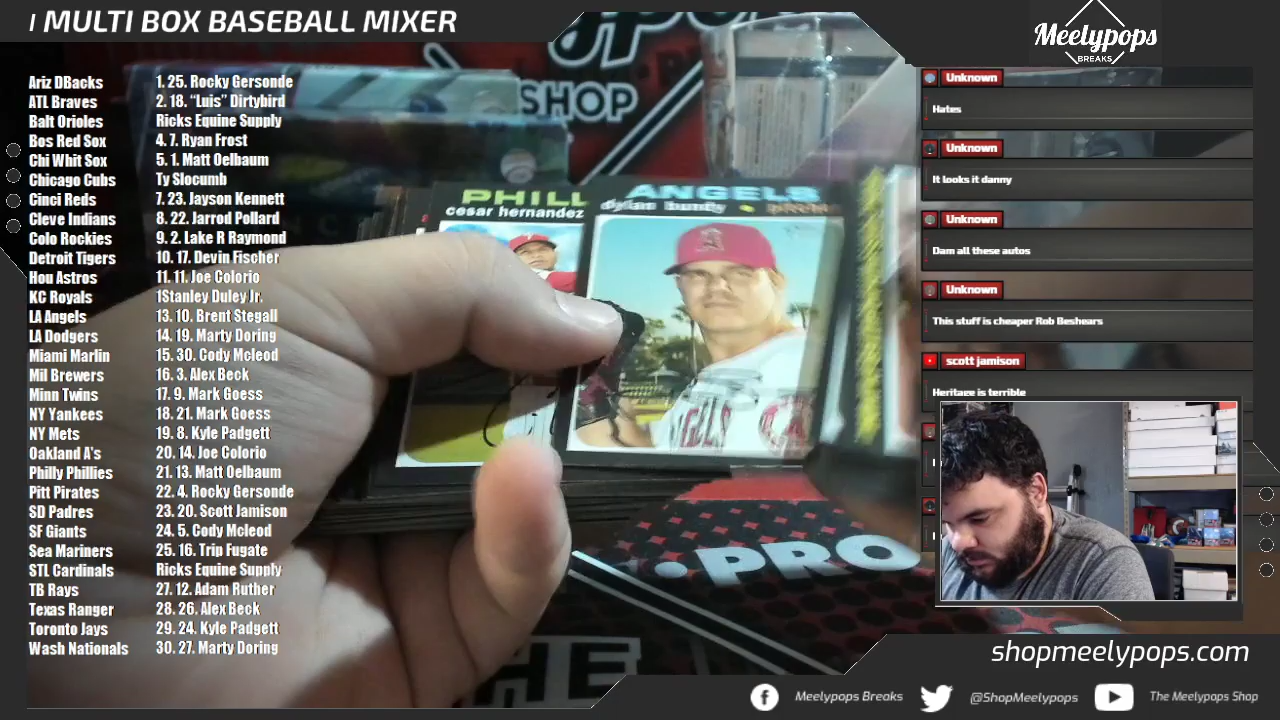 I MULTI BOX BASEBALL MIXER
Meelypops
BREAKS
SHOP
Ariz DBacks 1. 25. Rocky Gersonde
ATL Braves 2. 18. "Luis" Dirtybird
Balt Orioles Ricks Equine Supply
Bos Red Sox 4. 7. Ryan Frost
Chi Whit Sox 5. 1. Matt Oelbaum
Chicago Cubs Ty Slocumh
Cinci Reds 7. 23. Jayson Kennett
Cleve Indians 8. 22. Jarrod Pollard
Colo Rockies 9. 2. Lake R Raymond
Detroit Tigers 10. 17. Devin Fischer
Hou Astros 11. 11. Joe Colorio
KC Royals 1Stanley Duley Jr.
LA Angels 13. 10. Brent Stegall
LA Dodgers 14. 19. Marty Doring
Miami Marlin 15. 30. Cody Mcleod
Mil Brewers 16. 3. Alex Beck
Minn Twins 17. 9. Mark Goess
NY Yankees 18. 21. Mark Goess
NY Mets 19. 8. Kyle Padgett
Oakland A's 20. 14. Joe Colorio
Philly Phillies 21. 13. Matt Oelbaum
Pitt Pirates 22. 4. Rocky Gersonde
SD Padres 23. 20. Scott Jamison
SF Giants 24. 5. Cody Mcleod
Sea Mariners 25. 16. Trip Fugate
STL Cardinals Ricks Equine Supply
TB Rays 27. 12. Adam Ruther
Texas Ranger 28. 26. Alex Beck
Toronto Jays 29. 24. Kyle Padgett
Wash Nationals 30. 27. Marty Doring
PHILL
cesar hernandez
ANGELS
dylan bundy • pitcher
ANGELS
PRO
THE
Unknown
Hates
Unknown
It looks it danny
Unknown
Dam all these autos
Unknown
This stuff is cheaper Rob Beshears
scott jamison
Heritage is terrible
shopmeelypops.com
Meelypops Breaks
@ShopMeelypops
The Meelypops Shop